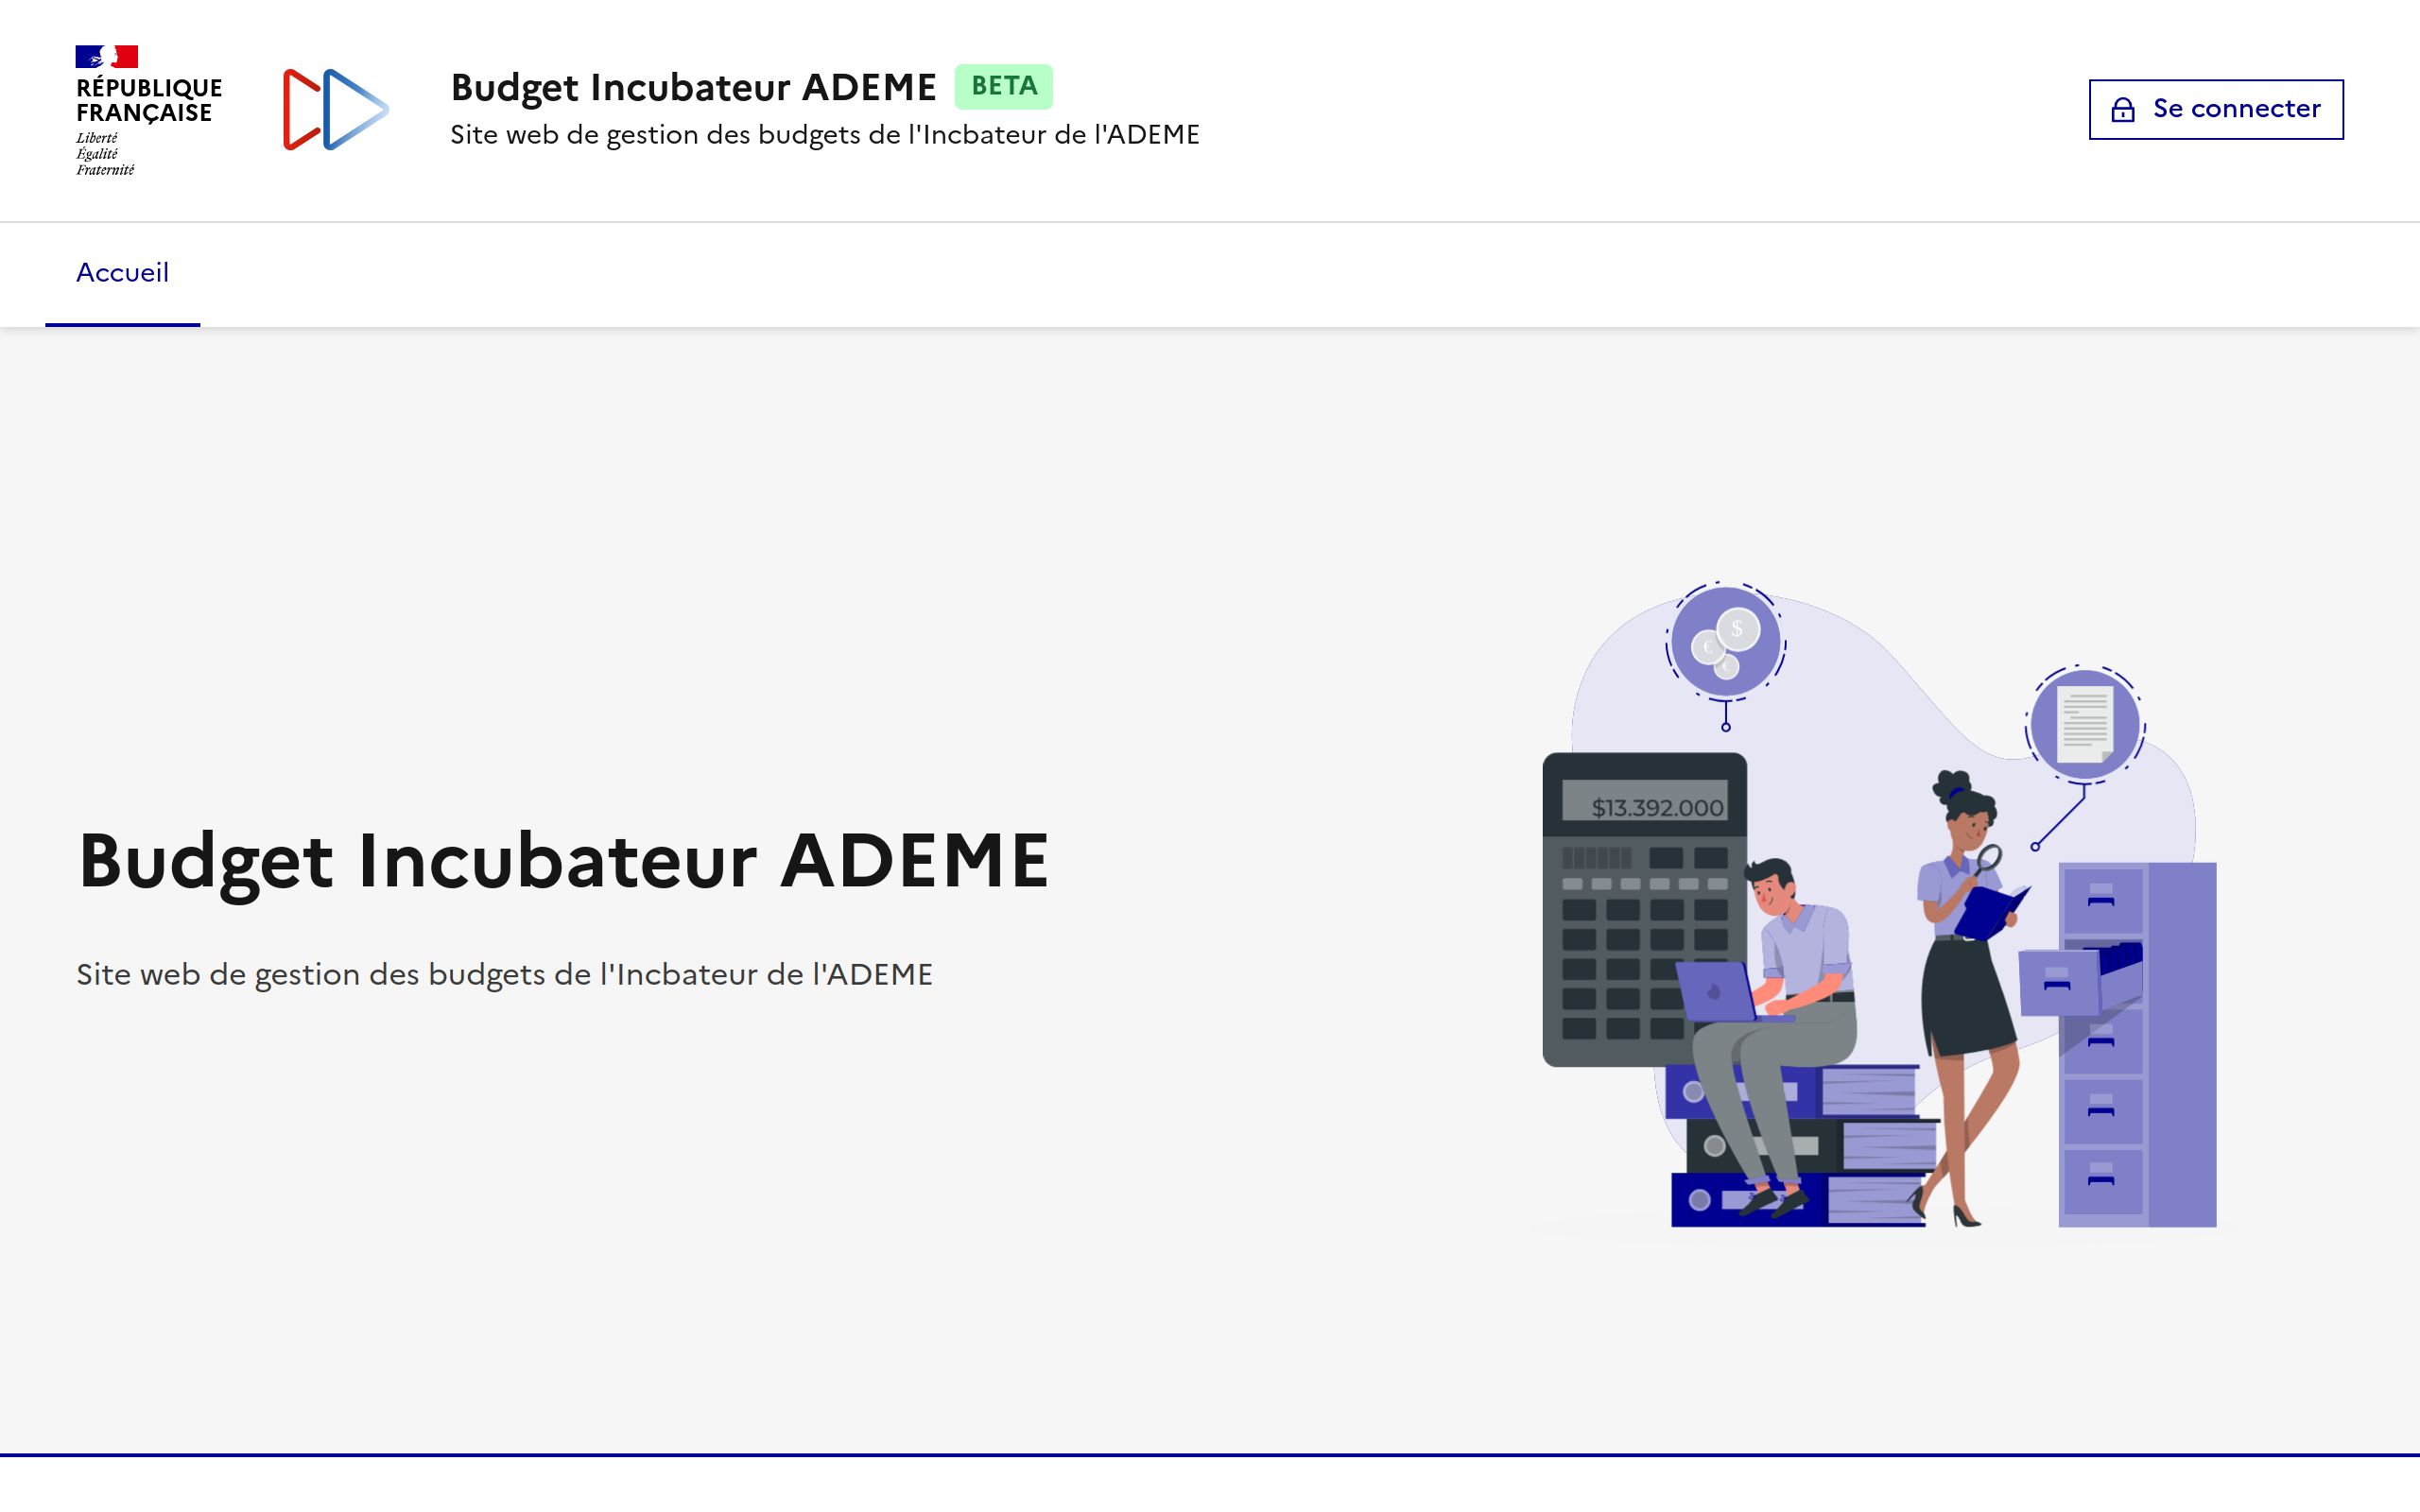 RÉPUBLIQUE
FRANÇAISE
Liberté
Égalité
Fraternité
Budget Incubateur ADEME BETA
Site web de gestion des budgets de l'Incbateur de l'ADEME
Se connecter
Accueil
$
€
€
$13.392.000
Budget Incubateur ADEME
Site web de gestion des budgets de l'Incbateur de l'ADEME